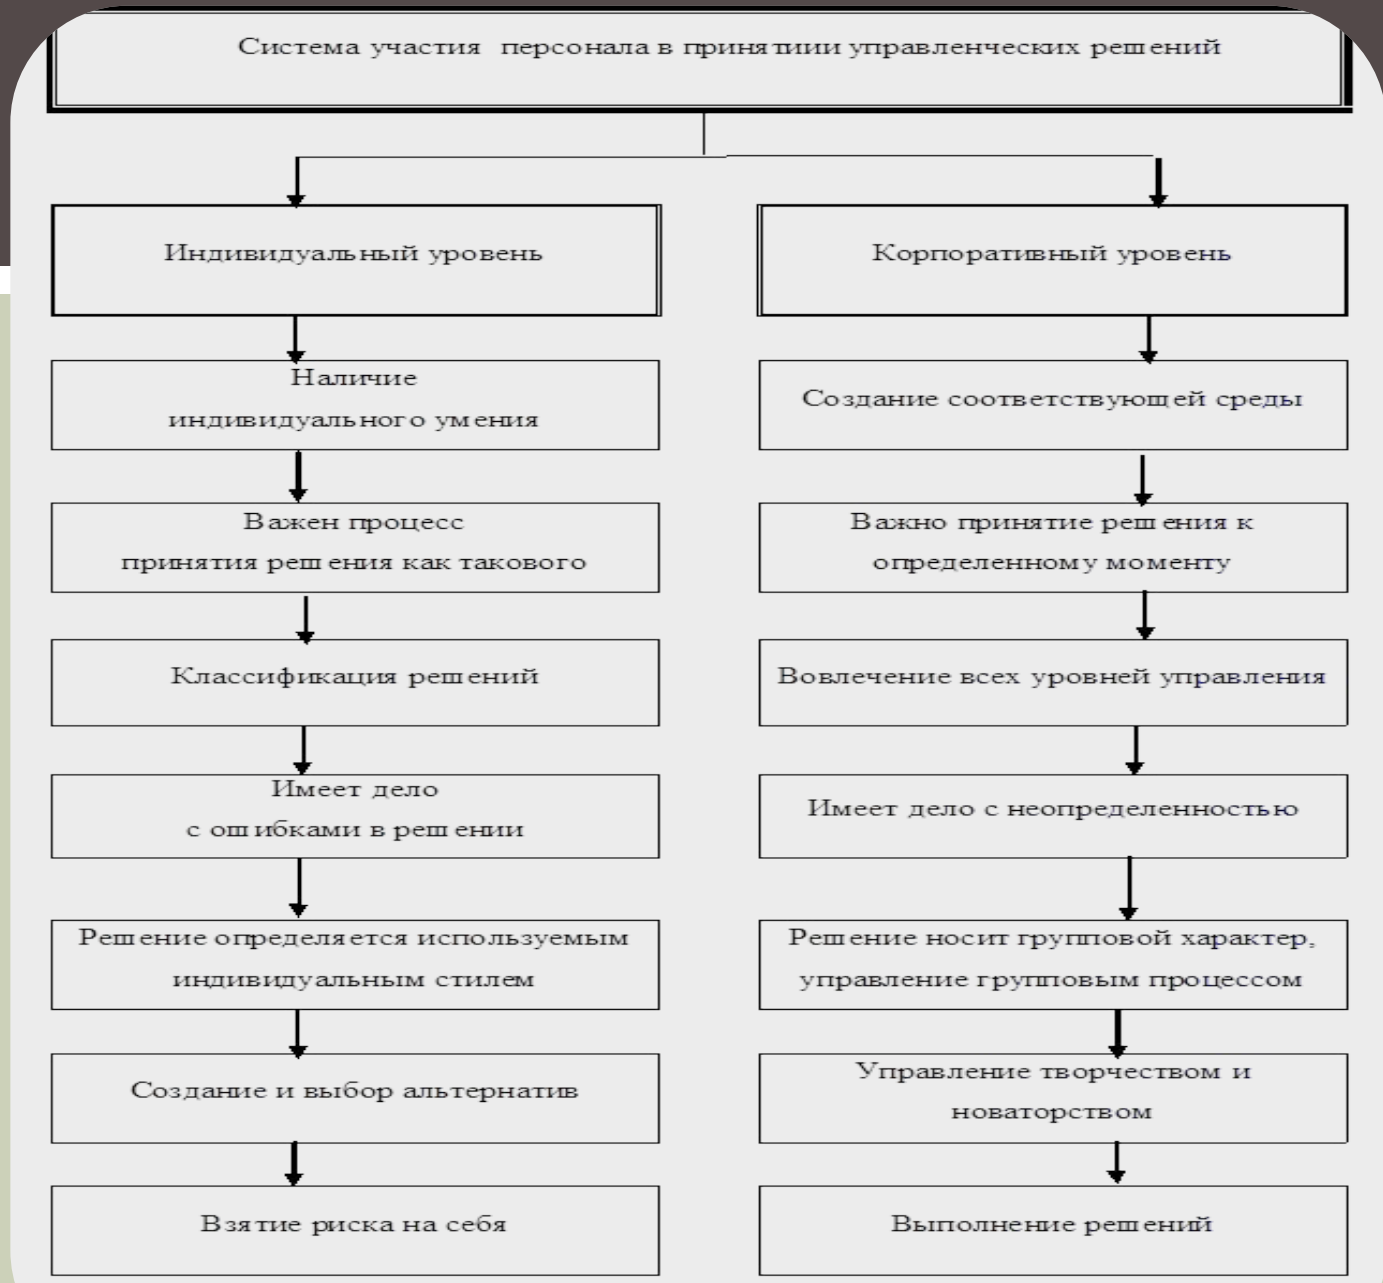 Система участия персонала в принятиии управленческих решений
Индивидуальный уровень
Наличие
индивидуального умения
Важен процесс
принятия решения как такового
Классификация решений
Имеет дело
с ошибками в решении
Решение определяется используемым
индивидуальным стилем
Создание и выбор альтернатив
Взятие риска на себя
Корпоративный уровень
Создание соответствующей среды
Важно принятие решения к
определенному моменту
Вовлечение всех уровней управления
Имеет дело с неопределенностью
Решение носит групповой характер,
управление групповым процессом
Управление творчеством и
новаторством
Выполнение решений